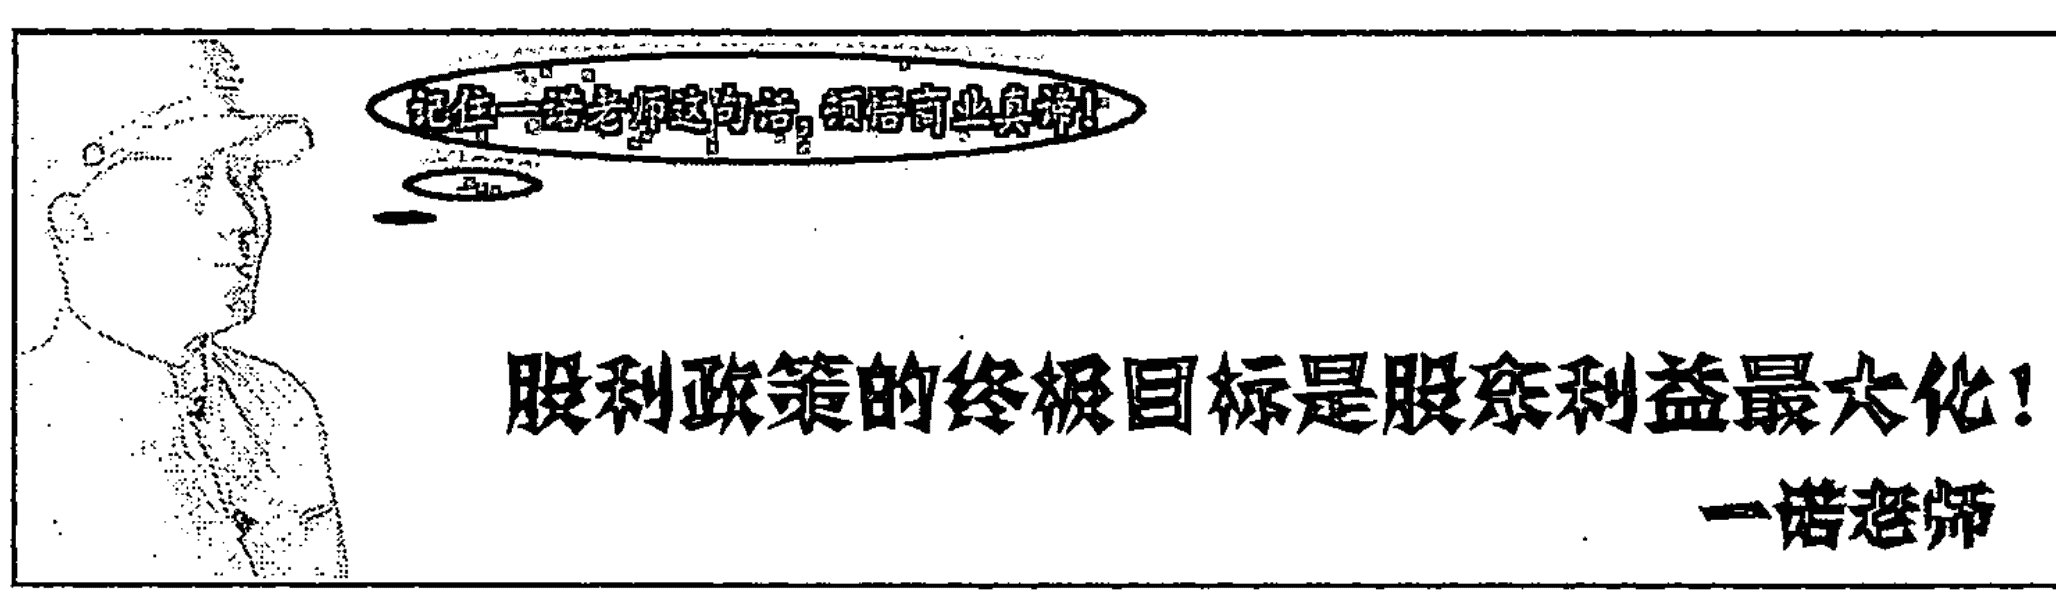 记住一诺老师这句话,领悟商业真谛!
股利政策的终极目标是股东利益最大化!
一诺老师